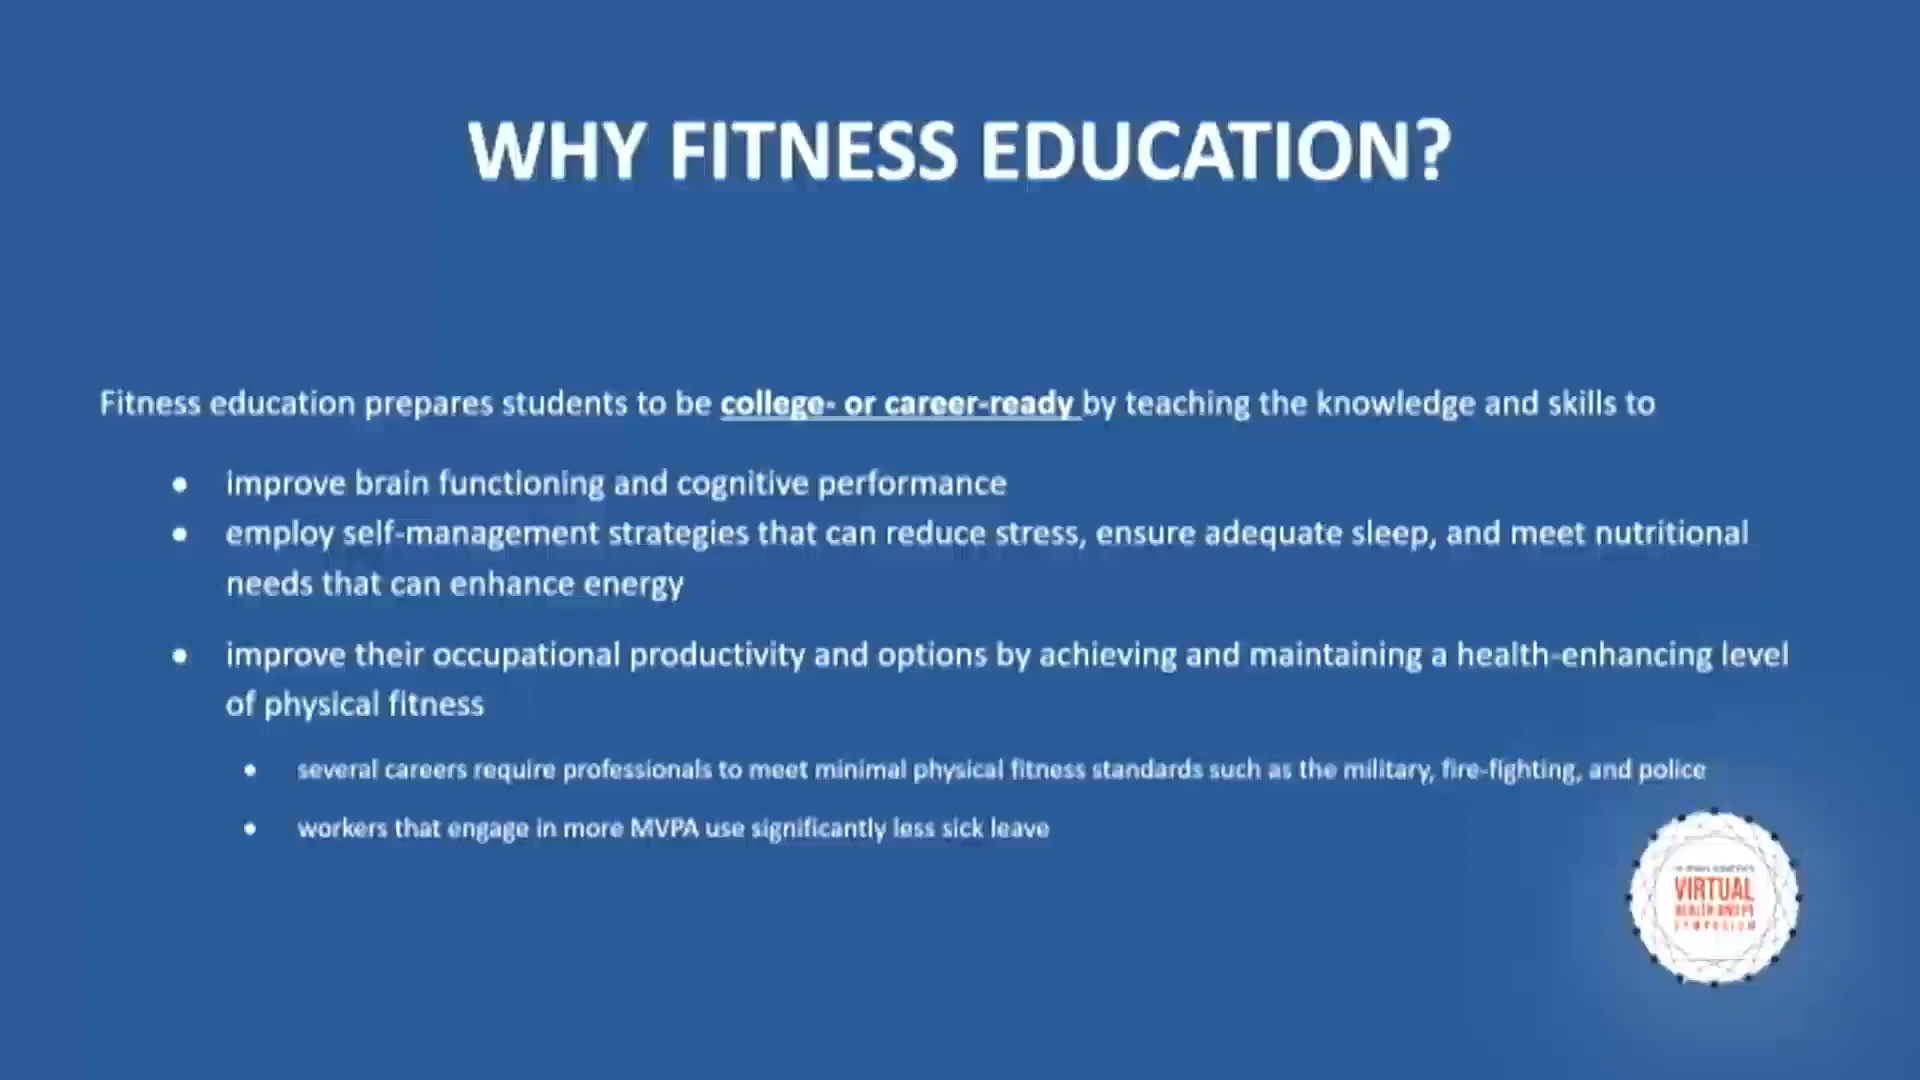 WHY FITNESS EDUCATION?
Fitness education prepares students to be college- or career-ready by teaching the knowledge and skills to
• improve brain functioning and cognitive performance
• employ self-management strategies that can reduce stress, ensure adequate sleep, and meet nutritional
needs that can enhance energy
• improve their occupational productivity and options by achieving and maintaining a health-enhancing level
of physical fitness
• several careers require professionals to meet minimal physical fitness standards such as the military, fire-fighting, and police
• workers that engage in more MVPA use significantly less sick leave
VIRTUAL
HEALTH AND PE
SYMPOSIUM